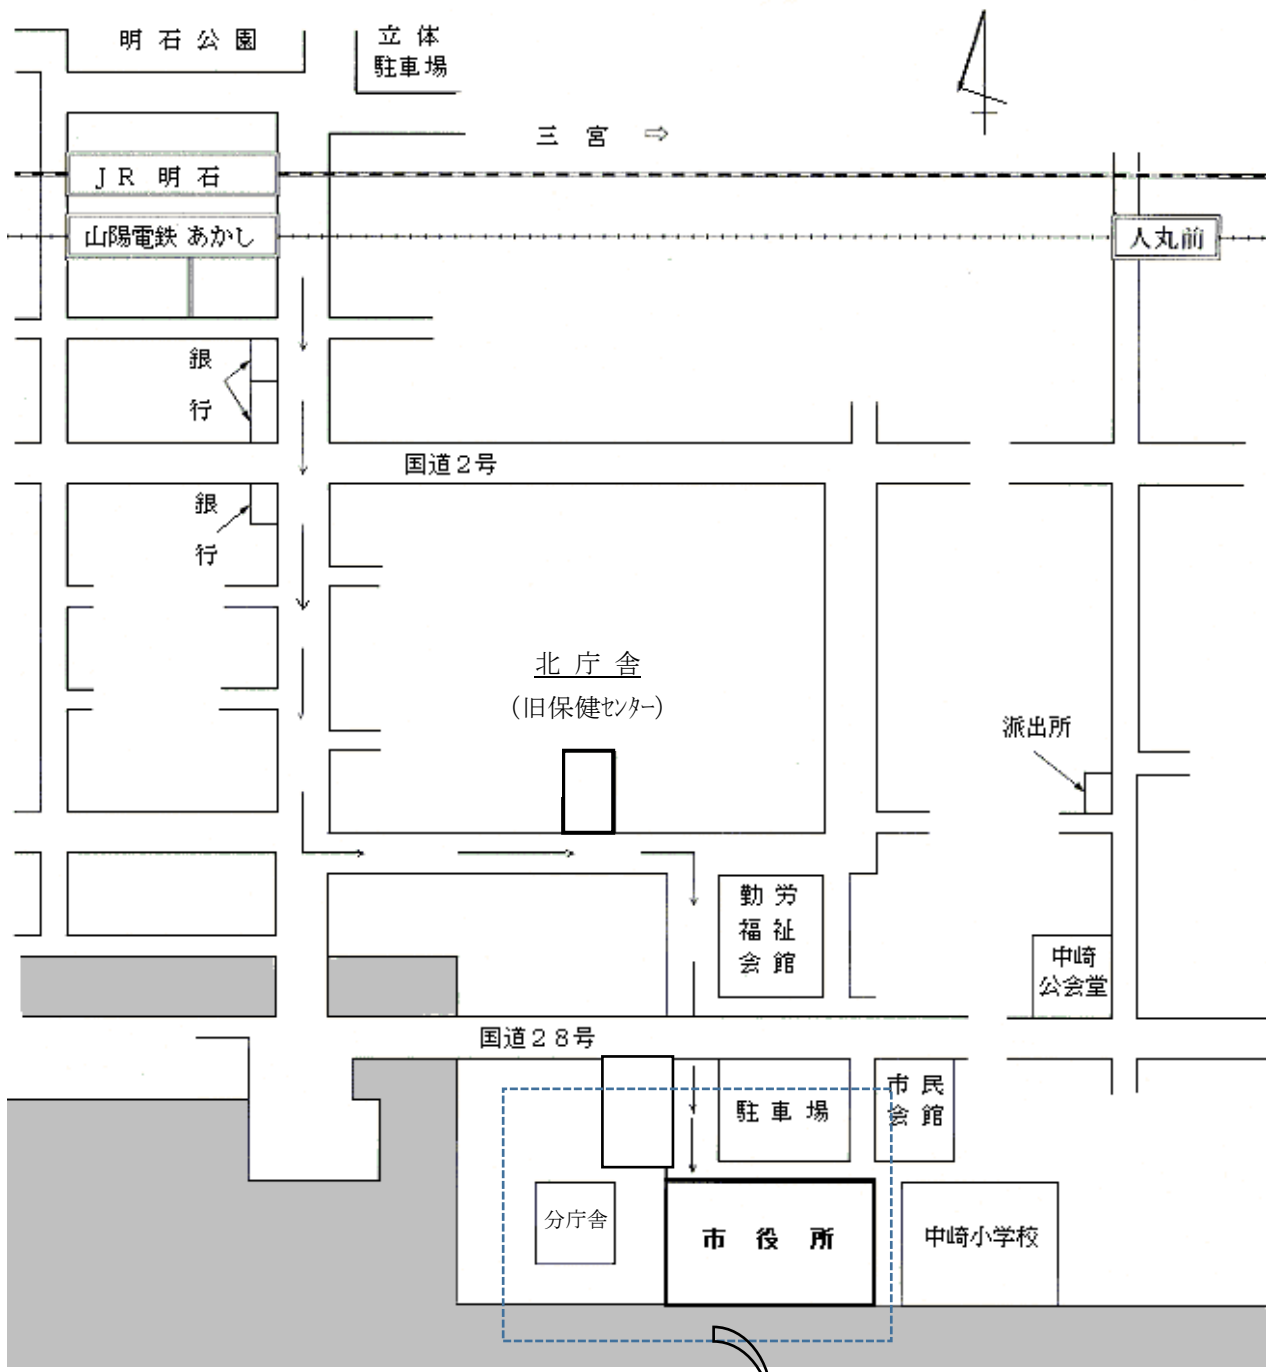 明石公園
立体
駐車場
三宮 ⇨
JR 明石
山陽電鉄 あかし
人丸前
銀
行
国道2号
銀
行
北庁舎
(旧保健センター)
派出所
勤労
福祉
会館
中崎
公会堂
国道28号
駐車場
市民
会館
分庁舎
市役所
中崎小学校